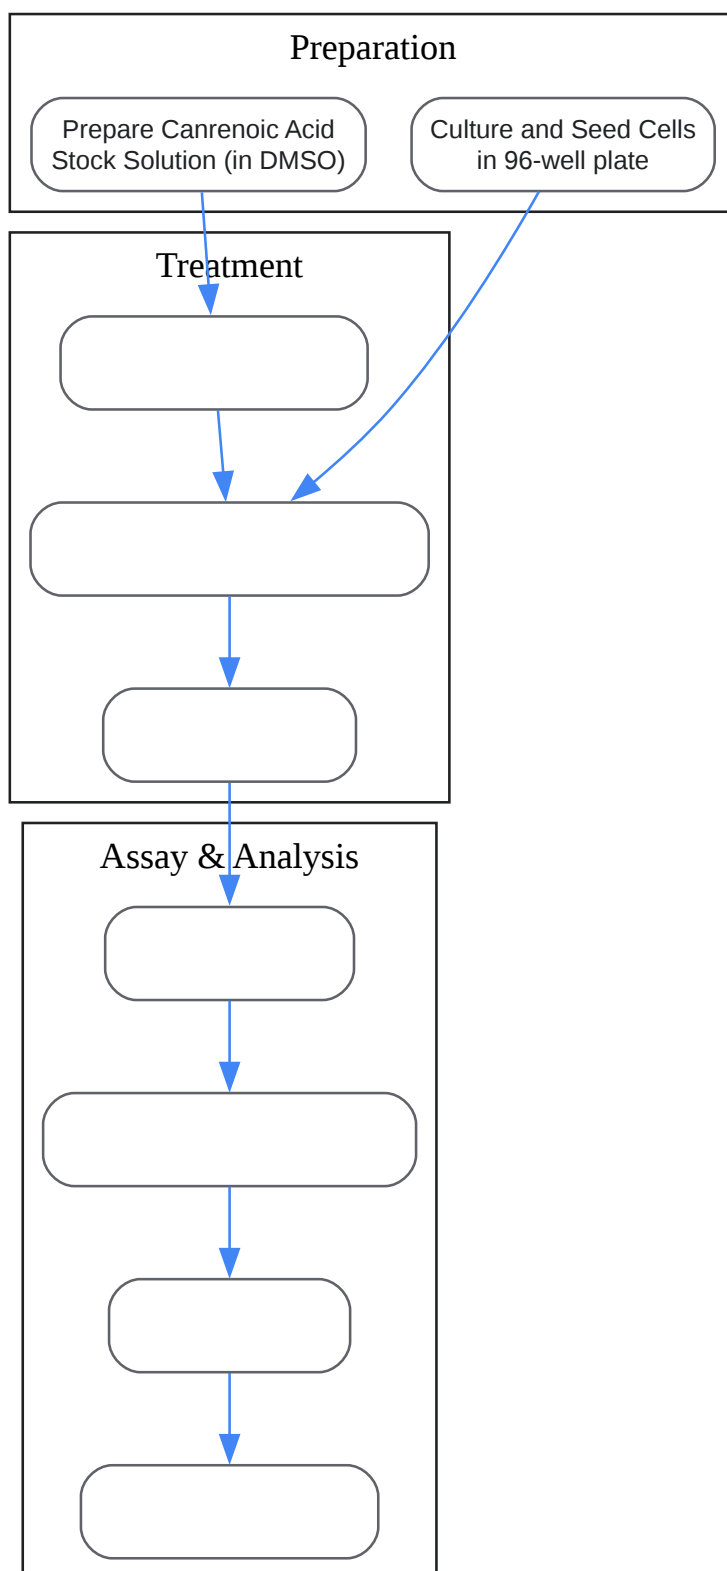 Preparation
Prepare Canrenoic Acid
Stock Solution (in DMSO)
Culture and Seed Cells
in 96-well plate
Treatment
Assay & Analysis